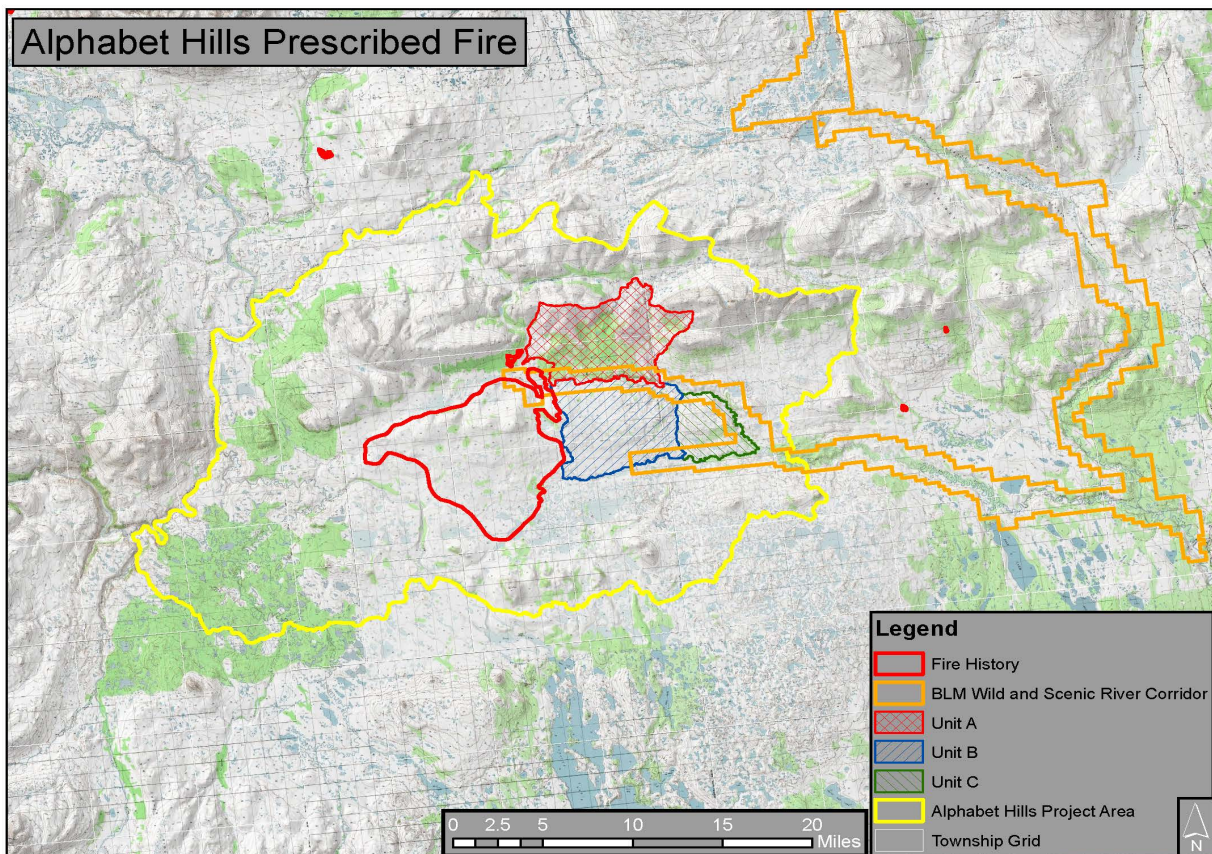 Alphabet Hills Prescribed Fire
Legend
Fire History
BLM Wild and Scenic River Corridor
Unit A
Unit B
Unit C
Alphabet Hills Project Area
Township Grid
0 2.5 5 10 15 20
Miles
N